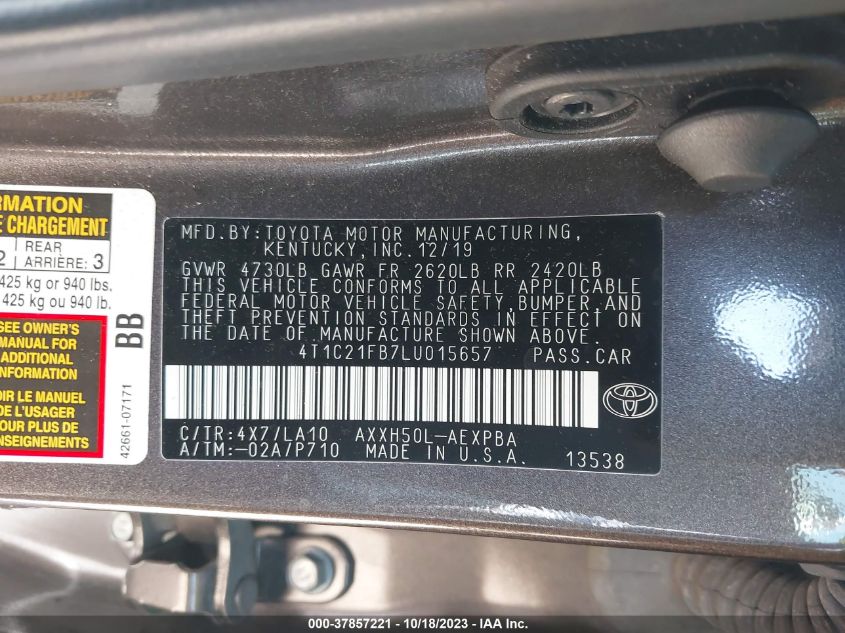 RMATION
E CHARGEMENT
2 REAR
ARRIÈRE: 3
425 kg or 940 lbs.
425 kg ou 940 lb.
SEE OWNER'S
MANUAL FOR
ADDITIONAL
INFORMATION
OIR LE MANUEL
DE L'USAGER
POUR PLUS DE
BB
42661-07171
MFD.BY:TOYOTA MOTOR MANUFACTURING,
KENTUCKY,INC.12/19
GVWR 4730LB GAWR FR 2620LB RR 2420LB
THIS VEHICLE CONFORMS TO ALL APPLICABLE
FEDERAL MOTOR VEHICLE SAFETY,BUMPER,AND
THEFT PREVENTION STANDARDS IN EFFECT ON
THE DATE OF MANUFACTURE SHOWN ABOVE.
4T1C21FB7LU015657 PASS.CAR
C/TR:4X7/LA10 AXXH50L-AEXPBA
A/TM:-02A/P710 MADE IN U.S.A. 13538
000-37857221 - 10/18/2023 - IAA Inc.